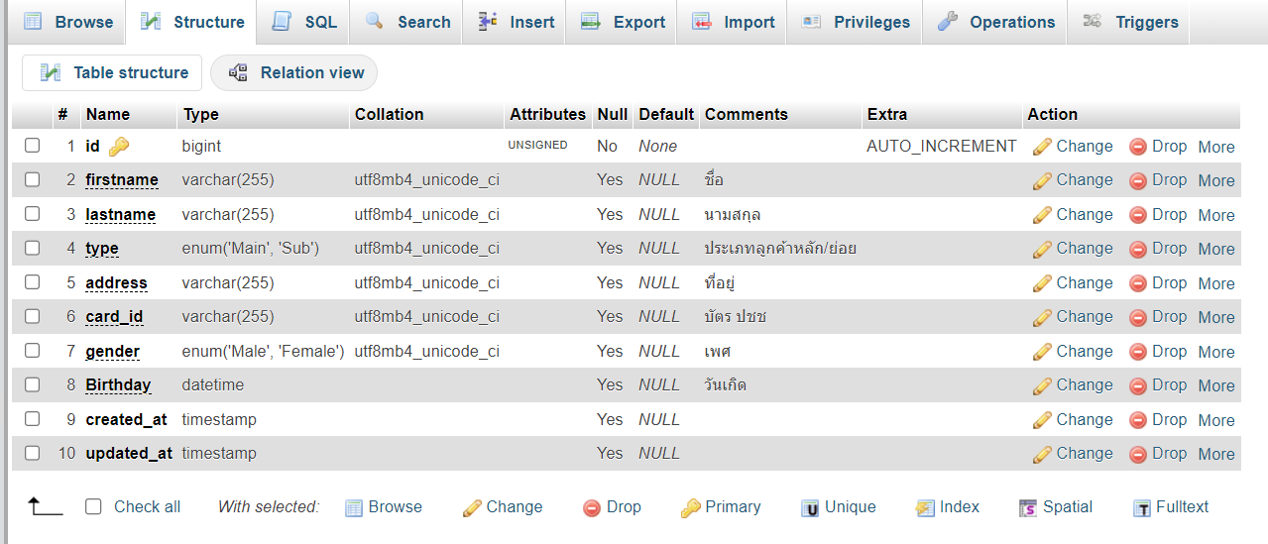 Browse Structure SQL Search Insert Export Import Privileges Operations Triggers
Table structure Relation view
# Name Type Collation Attributes Null Default Comments Extra Action
1 id bigint UNSIGNED No None AUTO_INCREMENT Change Drop More
2 firstname varchar(255) utf8mb4_unicode_ci Yes NULL ชื่อ Change Drop More
3 lastname varchar(255) utf8mb4_unicode_ci Yes NULL นามสกุล Change Drop More
4 type enum('Main', 'Sub') utf8mb4_unicode_ci Yes NULL ประเภทลูกค้าหลัก/ย่อย Change Drop More
5 address varchar(255) utf8mb4_unicode_ci Yes NULL ที่อยู่ Change Drop More
6 card_id varchar(255) utf8mb4_unicode_ci Yes NULL บัตร ปชช Change Drop More
7 gender enum('Male', 'Female') utf8mb4_unicode_ci Yes NULL เพศ Change Drop More
8 Birthday datetime Yes NULL วันเกิด Change Drop More
9 created_at timestamp Yes NULL Change Drop More
10 updated_at timestamp Yes NULL Change Drop More
Check all With selected: Browse Change Drop Primary Unique Index Spatial Fulltext